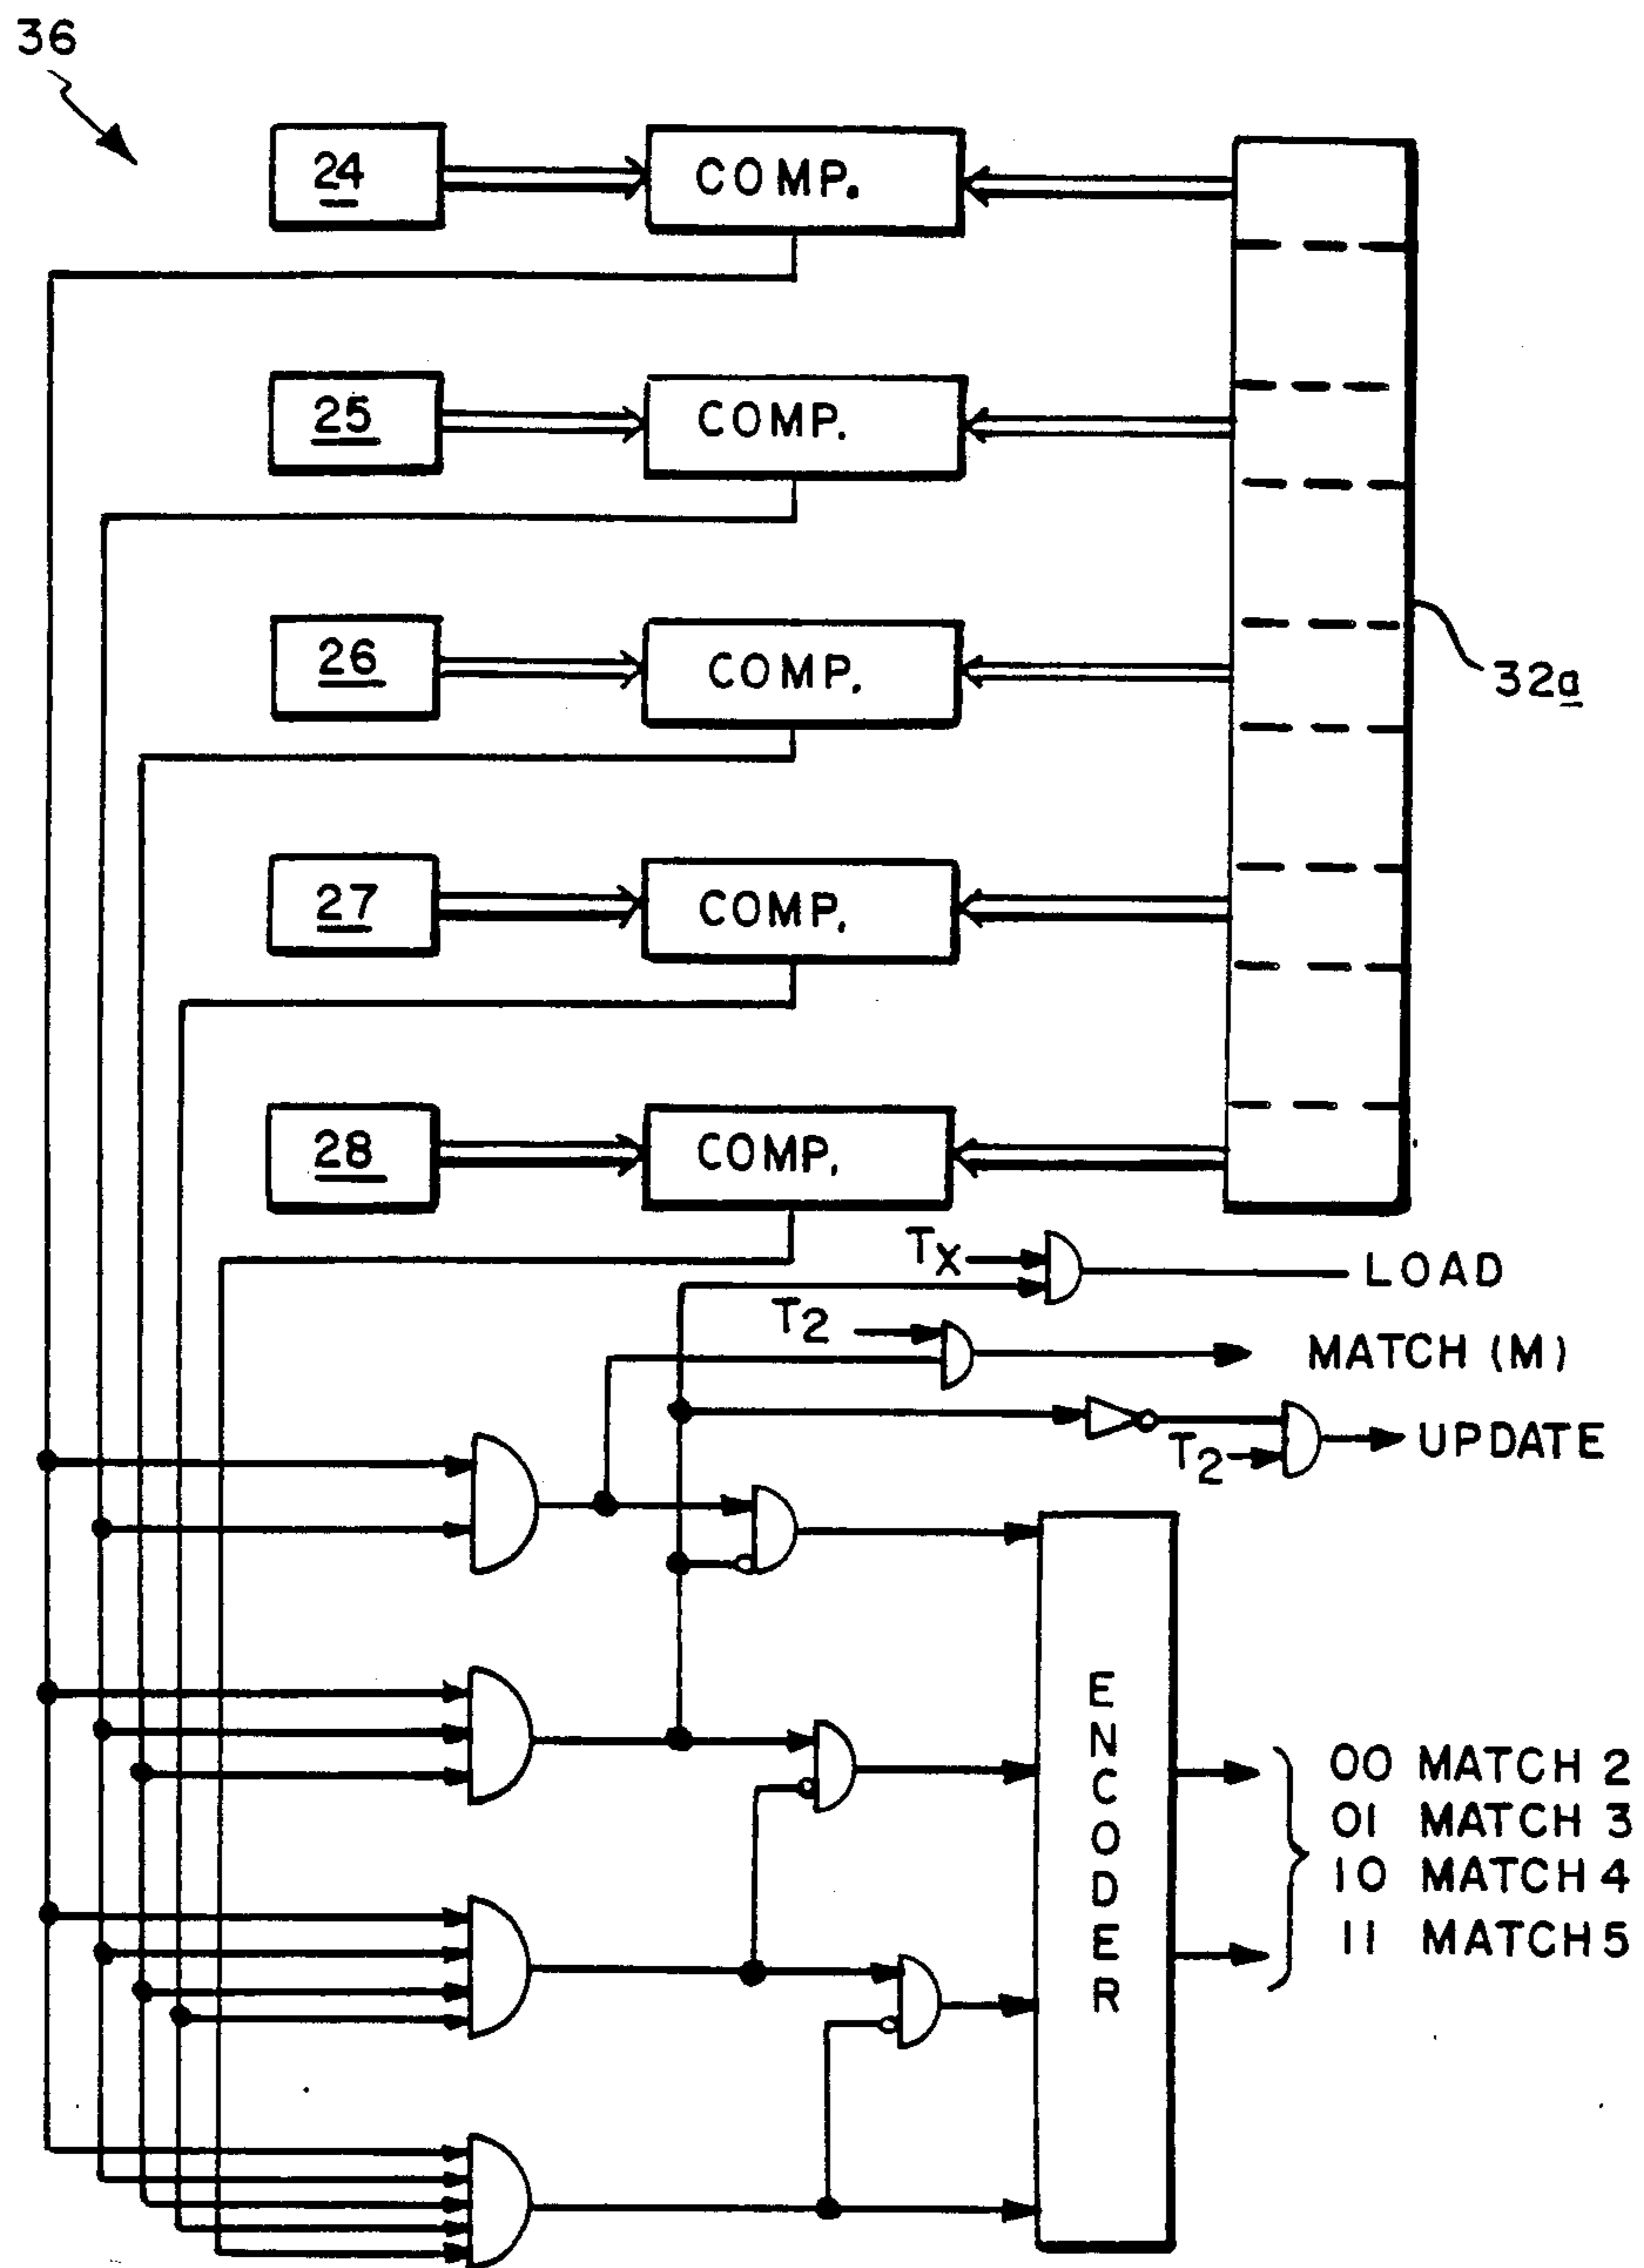 36
24
COMP.
25
COMP.
26
COMP.
32a
27
COMP.
28
COMP.
TX
LOAD
T2
MATCH (M)
T2
UPDATE
ENCODER
00 MATCH 2
01 MATCH 3
10 MATCH 4
11 MATCH 5